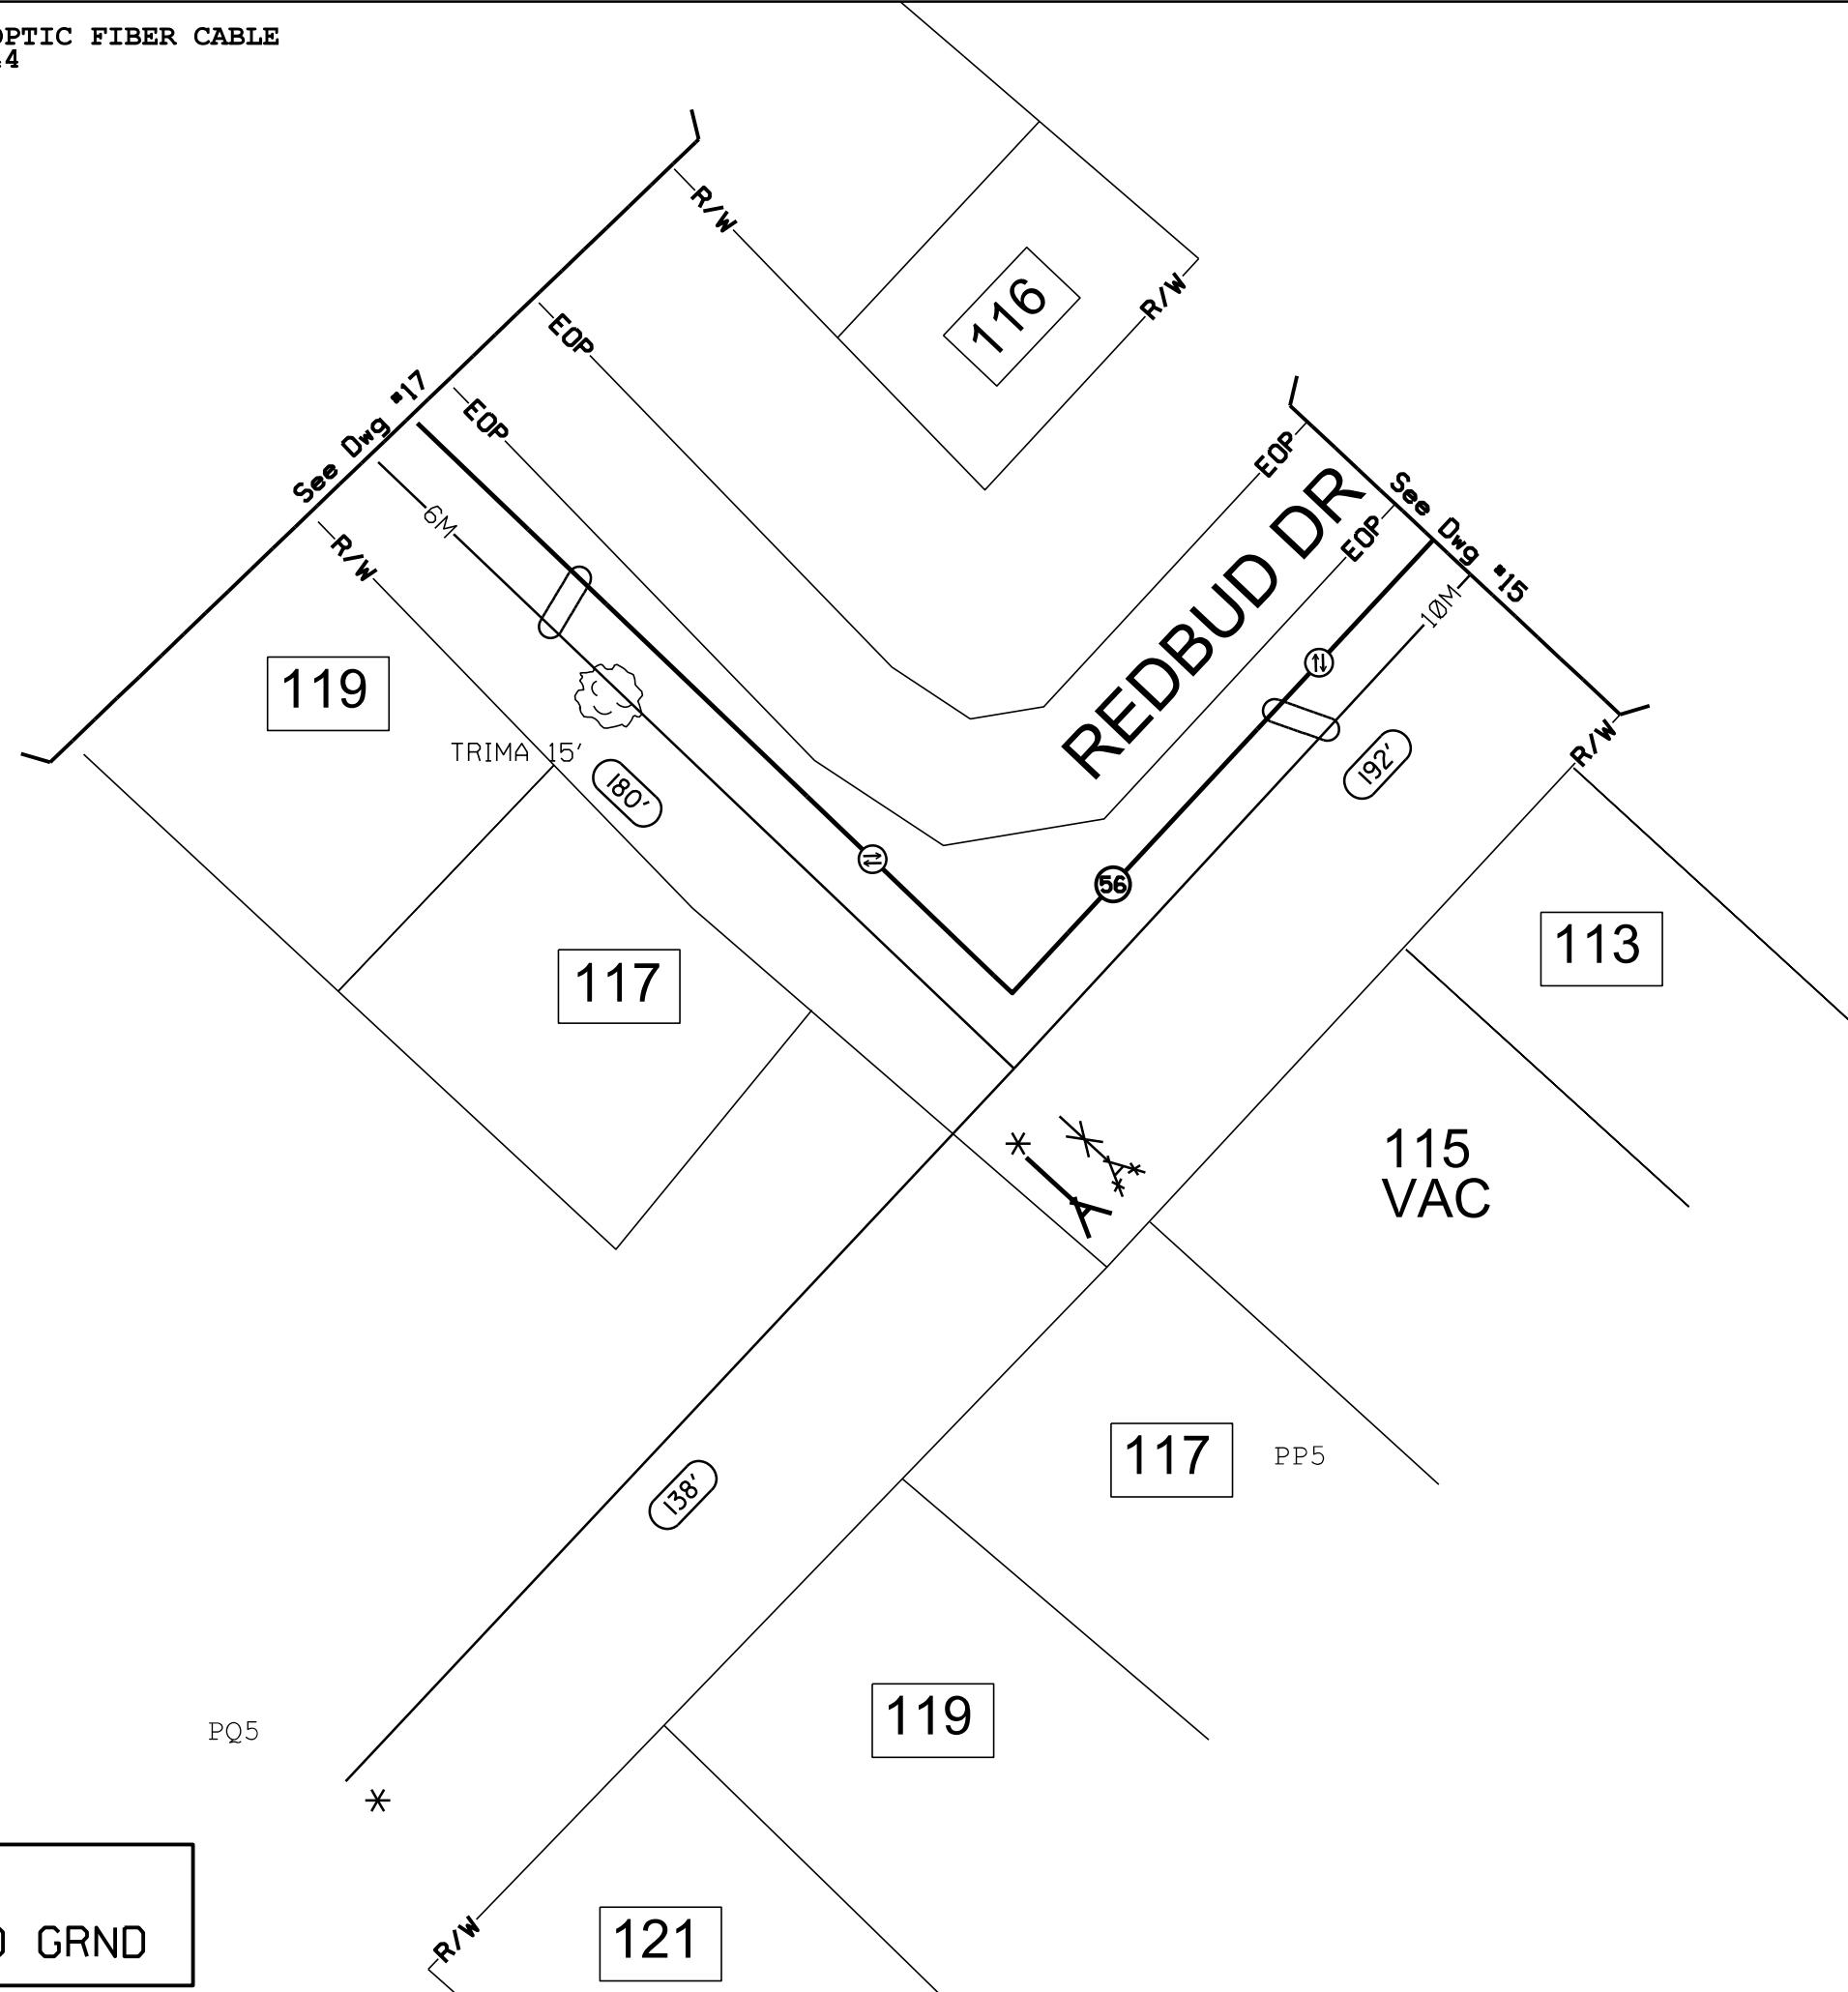 OPTIC FIBER CABLE
R/W
116
R/W
EOP
See Dwg #17
EOP
EOP
REDBUD DR
See Dwg #15
EOP
6M
R/W
10M
119
TRIMA 15'
180'
192'
R/W
56
113
117
115
VAC
A
A
117
PP5
138'
119
PQ5
R/W
121
GRND